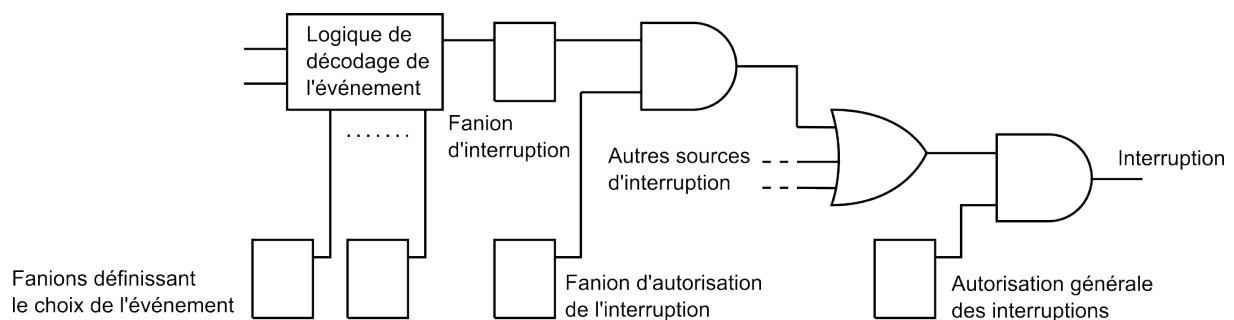 Logique de
décodage de
l'événement
Fanion
d'interruption
Autres sources
d'interruption
Interruption
Fanions définissant
le choix de l'événement
Fanion d'autorisation
de l'interruption
Autorisation générale
des interruptions